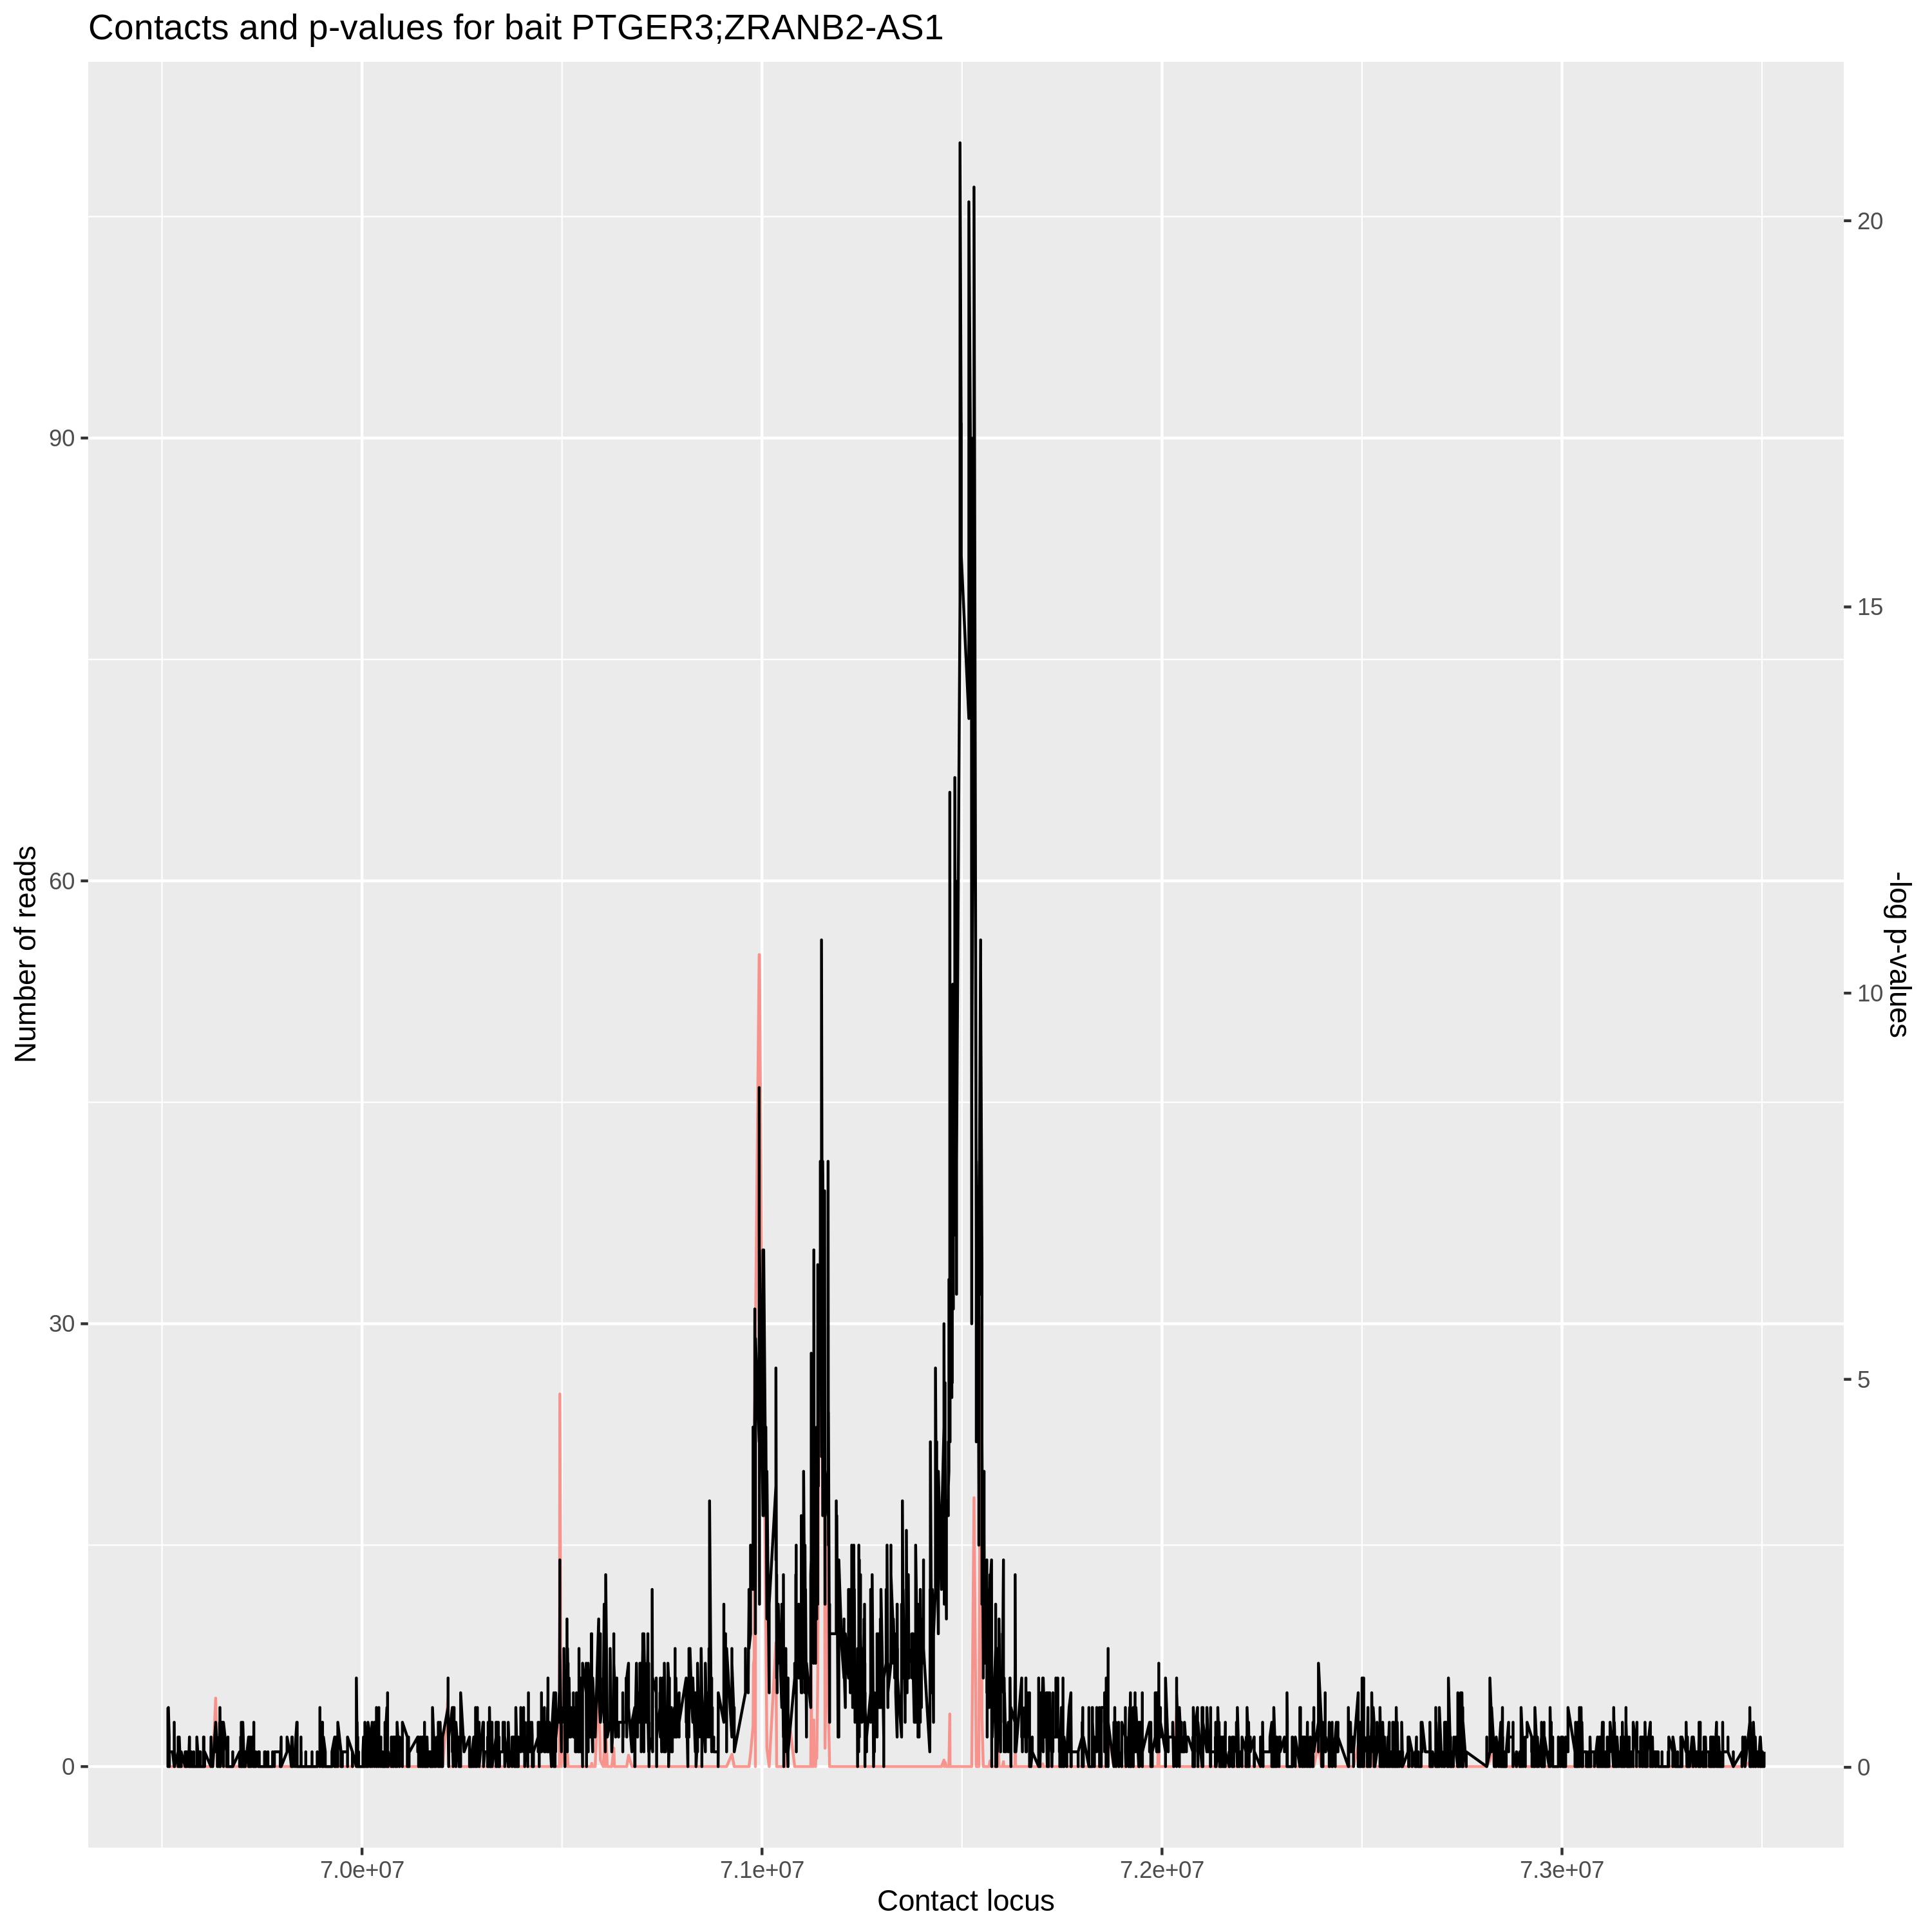 Contacts and p-values for bait PTGER3;ZRANB2-AS1
Number of reads
90
60
30
0
20
15
10
5
0
-log p-values
7.0e+07 7.1e+07 7.2e+07 7.3e+07
Contact locus